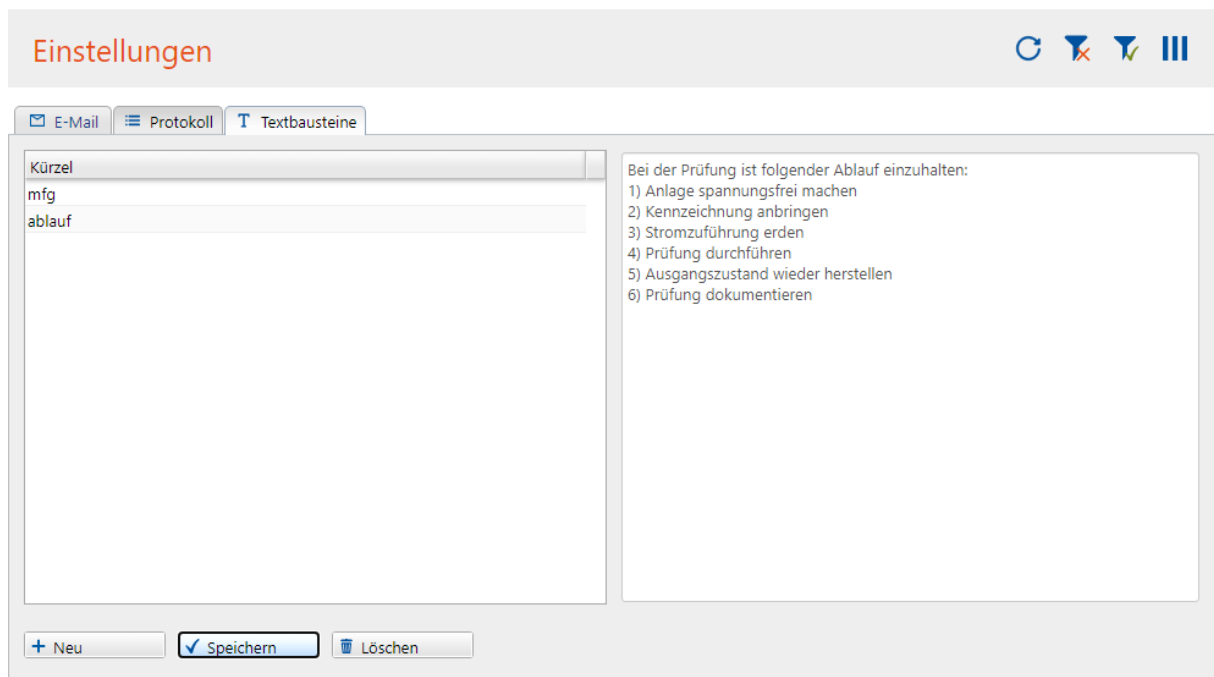 Einstellungen
E-Mail
Protokoll
T Textbausteine
Kürzel
mfg
ablauf
Bei der Prüfung ist folgender Ablauf einzuhalten:
1) Anlage spannungsfrei machen
2) Kennzeichnung anbringen
3) Stromzuführung erden
4) Prüfung durchführen
5) Ausgangszustand wieder herstellen
6) Prüfung dokumentieren
+ Neu
Speichern
Löschen